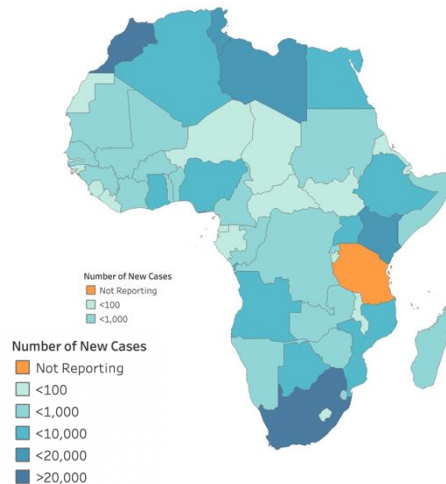 Number of New Cases
Not Reporting
<100
<1,000
Number of New Cases
Not Reporting
<100
<1,000
<10,000
<20,000
>20,000